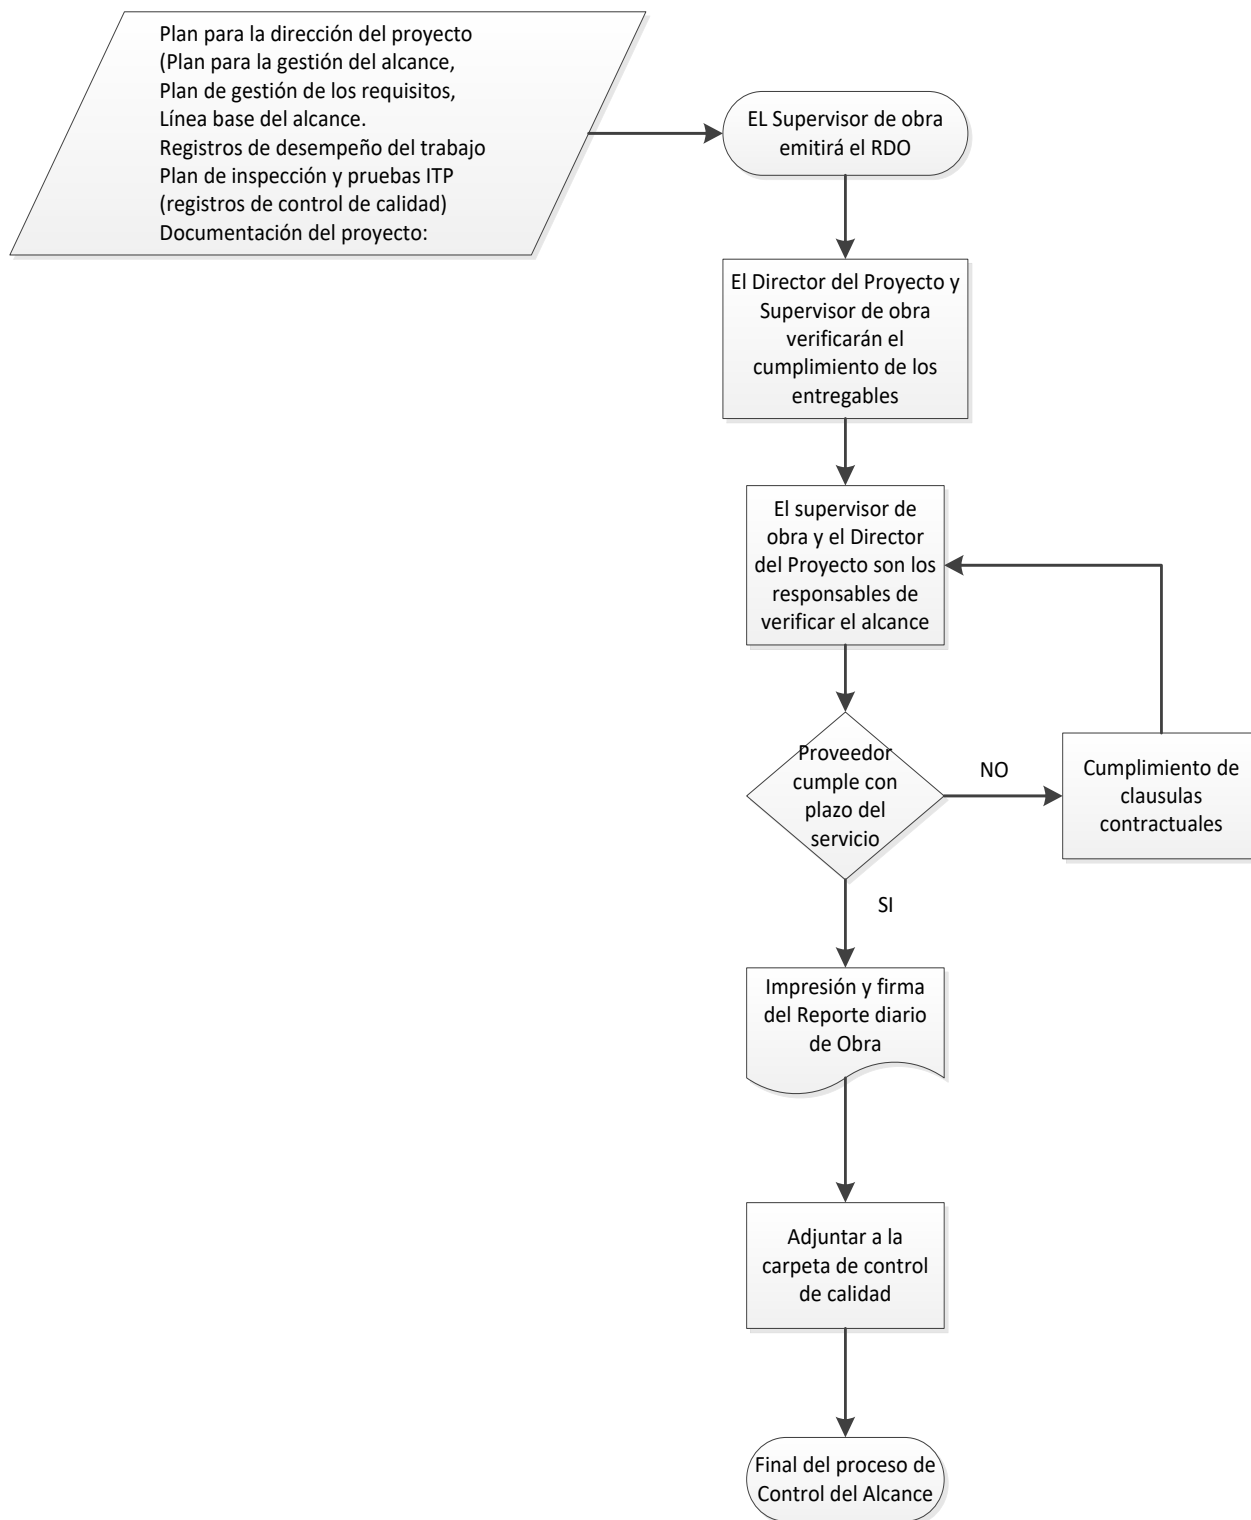 Plan para la dirección del proyecto
(Plan para la gestión del alcance,
Plan de gestión de los requisitos,
Línea base del alcance.
Registros de desempeño del trabajo
Plan de inspección y pruebas ITP
(registros de control de calidad)
Documentación del proyecto:
EL Supervisor de obra
emitirá el RDO
El Director del Proyecto y
Supervisor de obra
verificarán el
cumplimiento de los
entregables
El supervisor de
obra y el Director
del Proyecto son los
responsables de
verificar el alcance
Proveedor
cumple con
plazo del
servicio
NO
Cumplimiento de
clausulas
contractuales
SI
Impresión y firma
del Reporte diario
de Obra
Adjuntar a la
carpeta de control
de calidad
Final del proceso de
Control del Alcance